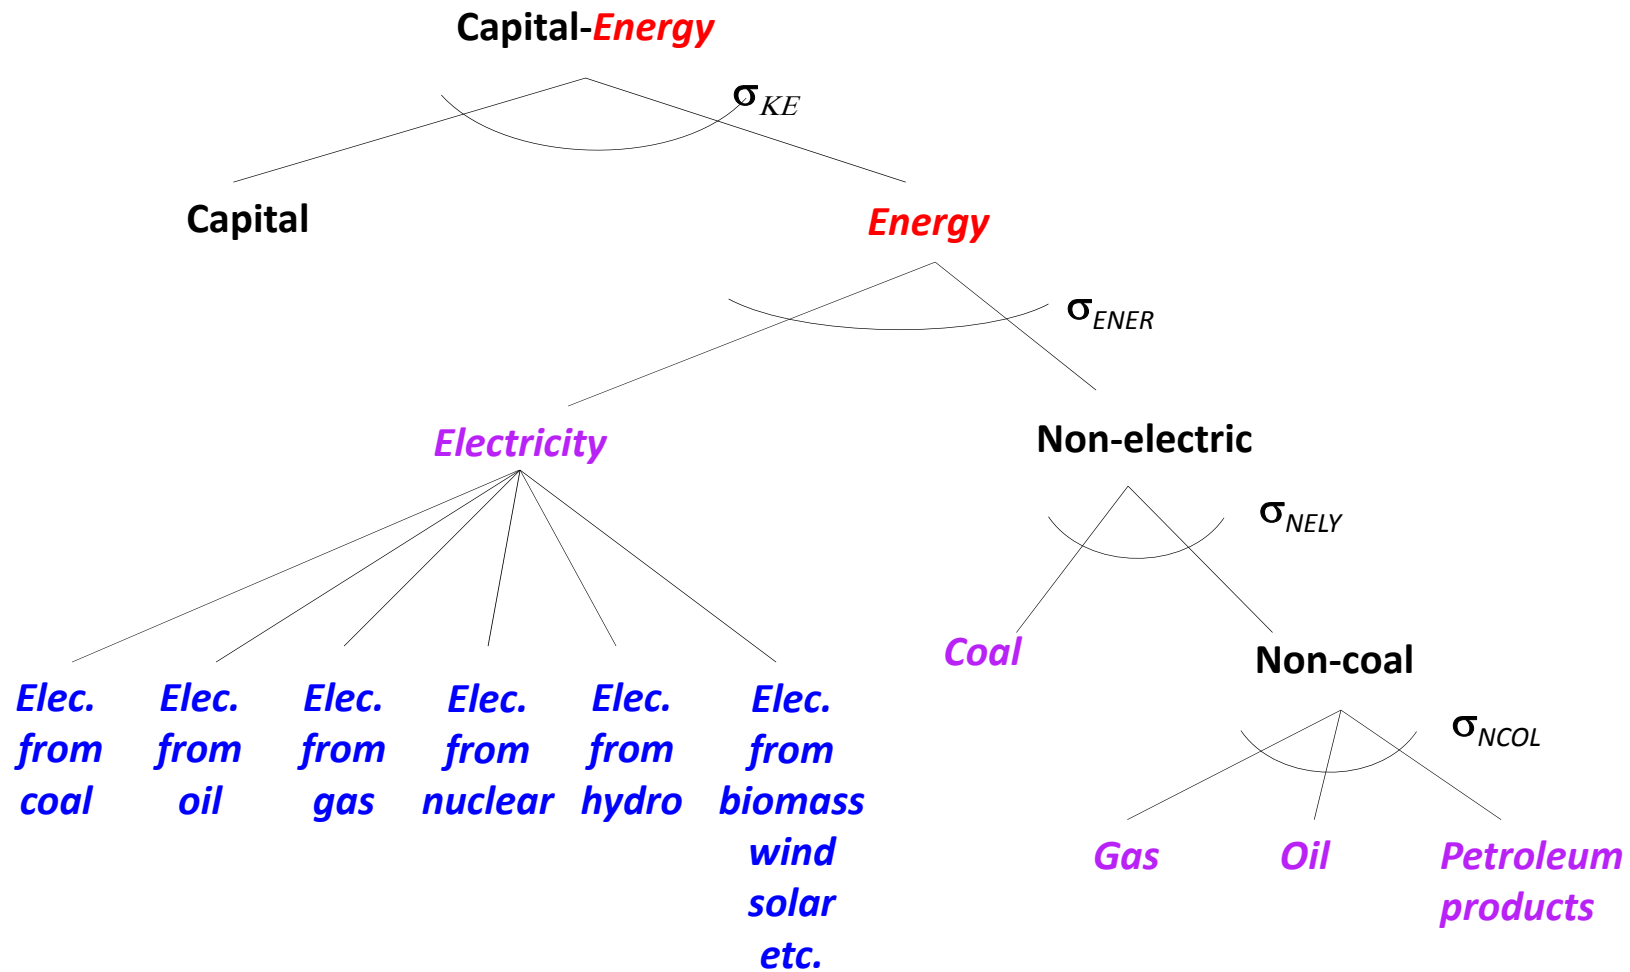 Capital-Energy
σKE
Capital
Energy
σENER
Electricity
Non-electric
σNELY
Coal
Non-coal
Elec.
from
coal
Elec.
from
oil
Elec.
from
gas
Elec.
from
nuclear
Elec.
from
hydro
Elec.
from
biomass
wind
solar
etc.
σNCOL
Gas
Oil
Petroleum
products